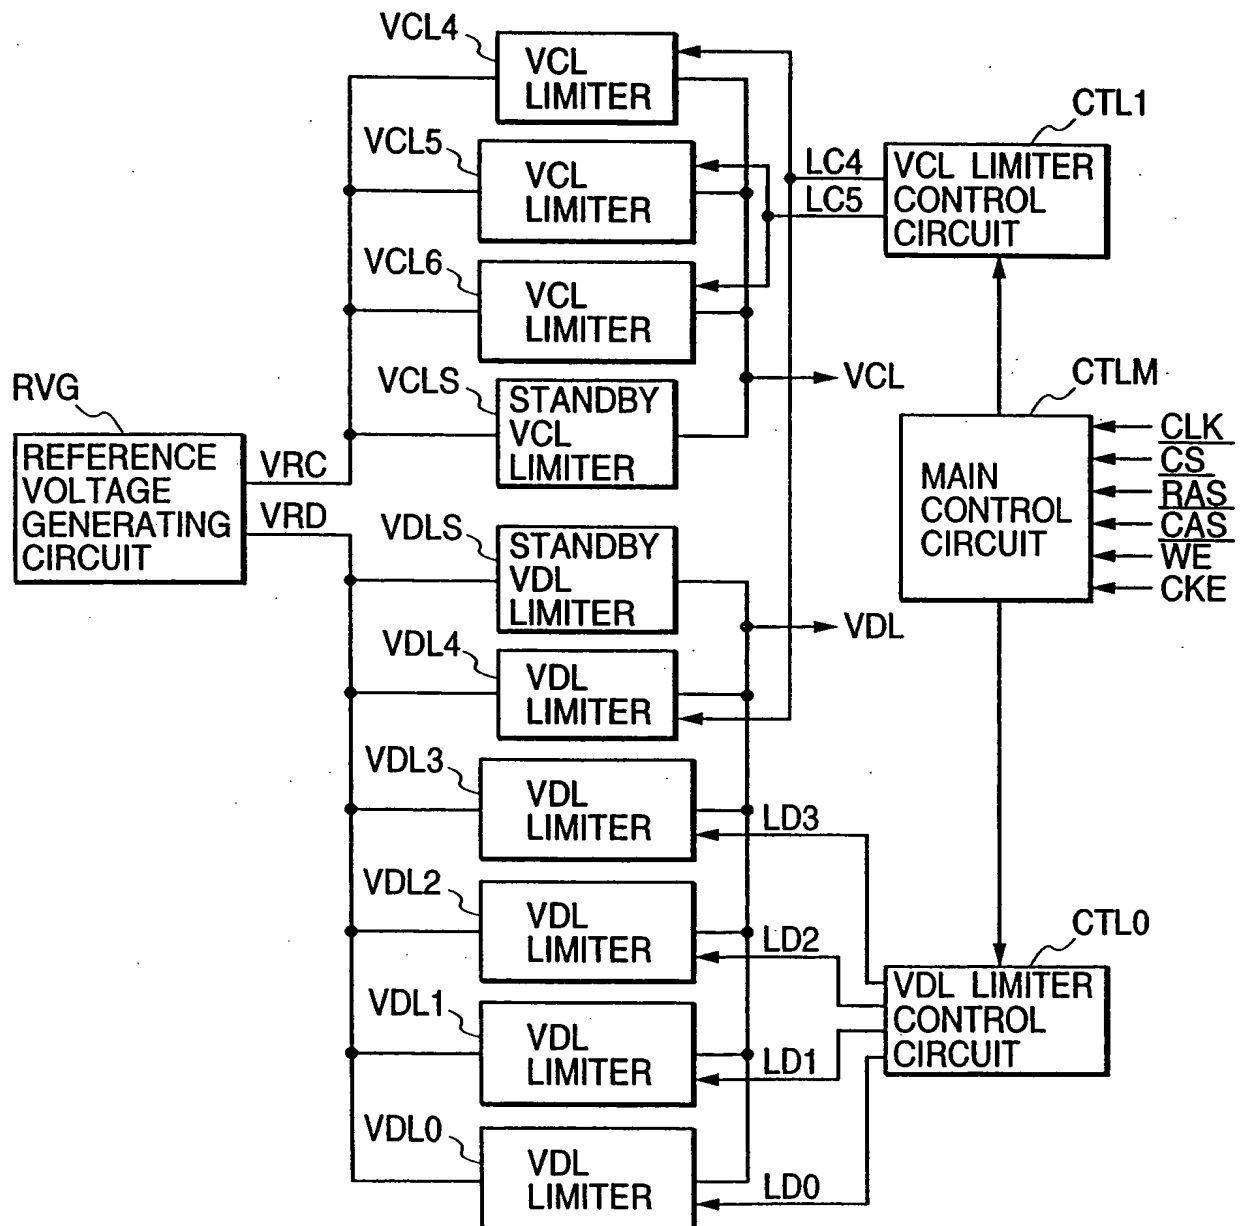 VCL4
VCL
LIMITER
VCL5
VCL
LIMITER
VCL6
VCL
LIMITER
VCLS
STANDBY
VCL
LIMITER
RVG
REFERENCE
VOLTAGE
GENERATING
CIRCUIT
VRC
VRD
VDLS
STANDBY
VDL
LIMITER
VDL4
VDL
LIMITER
VDL3
VDL
LIMITER
VDL2
VDL
LIMITER
VDL1
VDL
LIMITER
VDL0
VDL
LIMITER
VCL
VDL
LC4
LC5
CTL1
VCL LIMITER
CONTROL
CIRCUIT
CTLM
MAIN
CONTROL
CIRCUIT
CLK
CS
RAS
CAS
WE
CKE
LD3
LD2
LD1
LD0
CTL0
VDL LIMITER
CONTROL
CIRCUIT